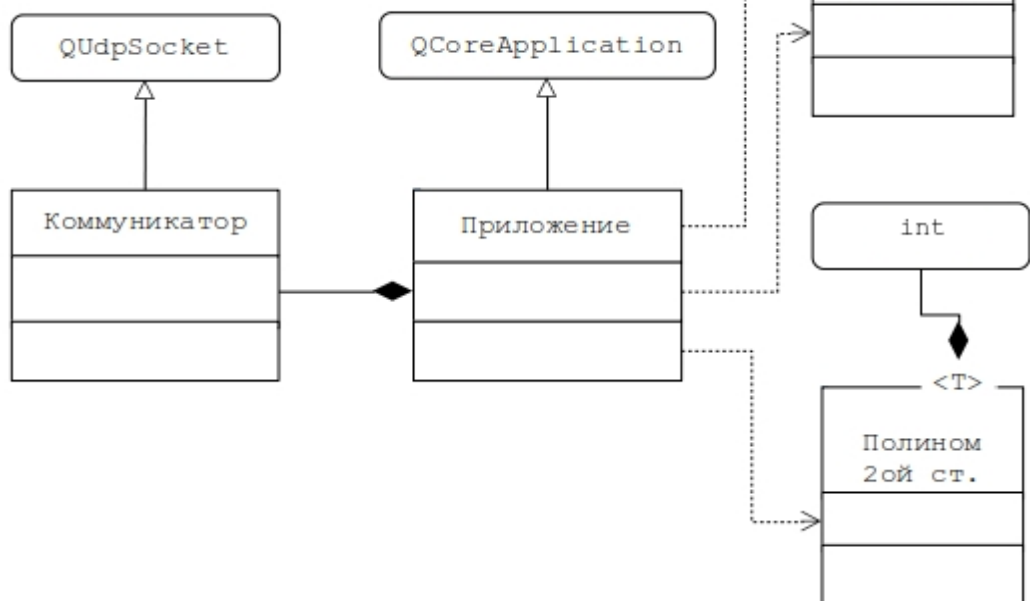 QUdpSocket
QCoreApplication
Коммуникатор
Приложение
int
<T>
Полином
2ой ст.